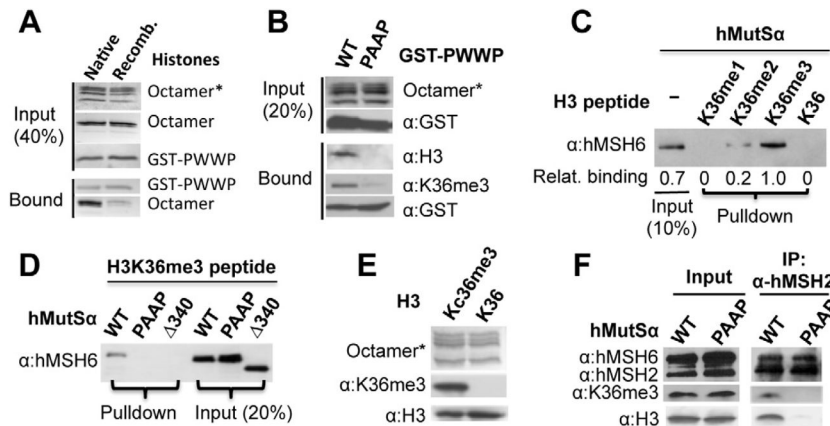 A
Native
Recomb.
Histones
Input (40%)
Octamer*
Octamer
GST-PWWP
Bound
GST-PWWP
Octamer
B
WT
PAAP
GST-PWWP
Input (20%)
Octamer*
α:GST
Bound
α:H3
α:K36me3
α:GST
C
hMutSα
H3 peptide
–
K36me1
K36me2
K36me3
K36
α:hMSH6
Relat. binding 0.7 0 0.2 1.0 0
Input (10%)
Pulldown
D
H3K36me3 peptide
hMutSα
WT
PAAP
Δ340
WT
PAAP
Δ340
α:hMSH6
Pulldown
Input (20%)
E
H3
Kc36me3
K36
Octamer*
α:K36me3
α:H3
F
Input
IP:
α-hMSH2
hMutSα
WT
PAAP
WT
PAAP
α:hMSH6
α:hMSH2
α:K36me3
α:H3